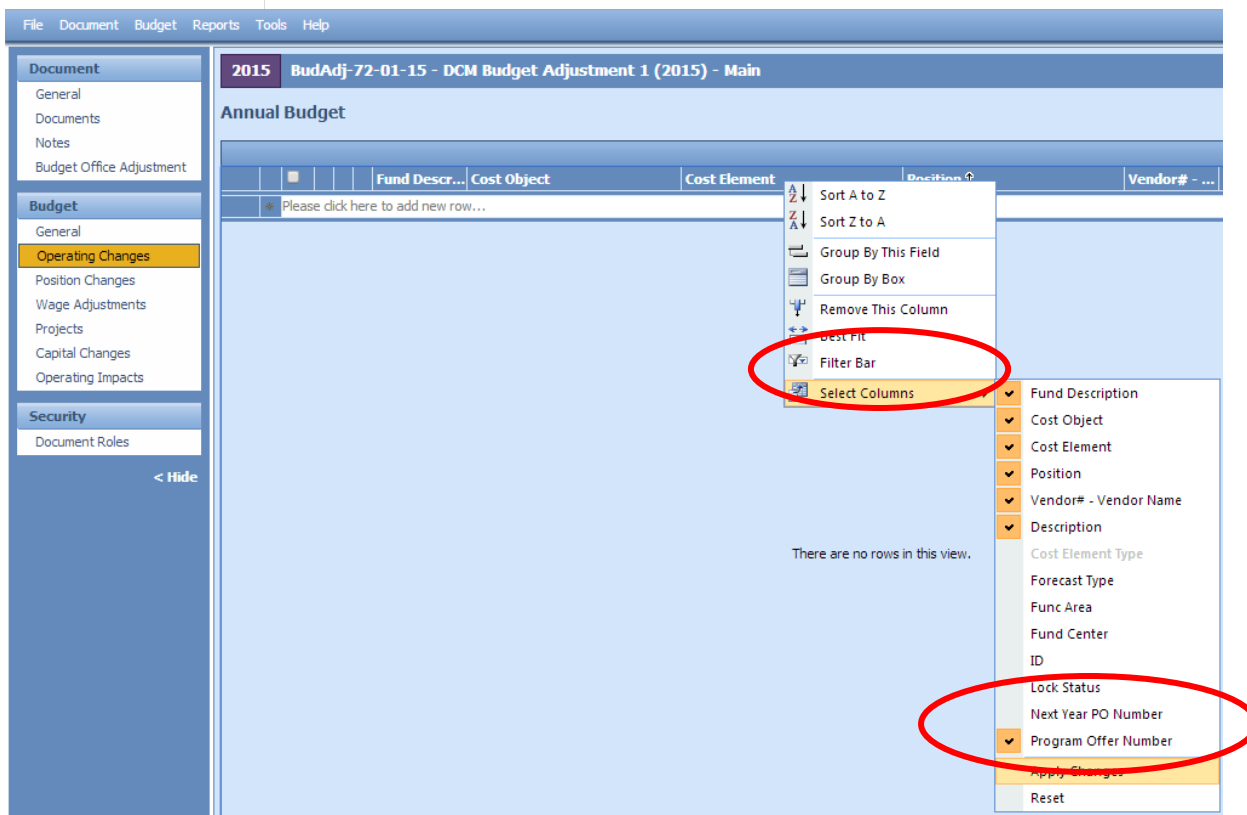 File Document Budget Reports Tools Help
Document
General
Documents
Notes
Budget Office Adjustment
Budget
General
Operating Changes
Position Changes
Wage Adjustments
Projects
Capital Changes
Operating Impacts
Security
Document Roles
< Hide
2015 BudAdj-72-01-15 - DCM Budget Adjustment 1 (2015) - Main
Annual Budget
Fund Descr... Cost Object Cost Element Position Vendor# - ...
Please click here to add new row...
Sort A to Z
Sort Z to A
Group By This Field
Group By Box
Remove This Column
Best Fit
Filter Bar
Select Columns
Fund Description
Cost Object
Cost Element
Position
Vendor# - Vendor Name
Description
Cost Element Type
Forecast Type
Func Area
Fund Center
ID
Lock Status
Next Year PO Number
Program Offer Number
Apply Changes
Reset
There are no rows in this view.